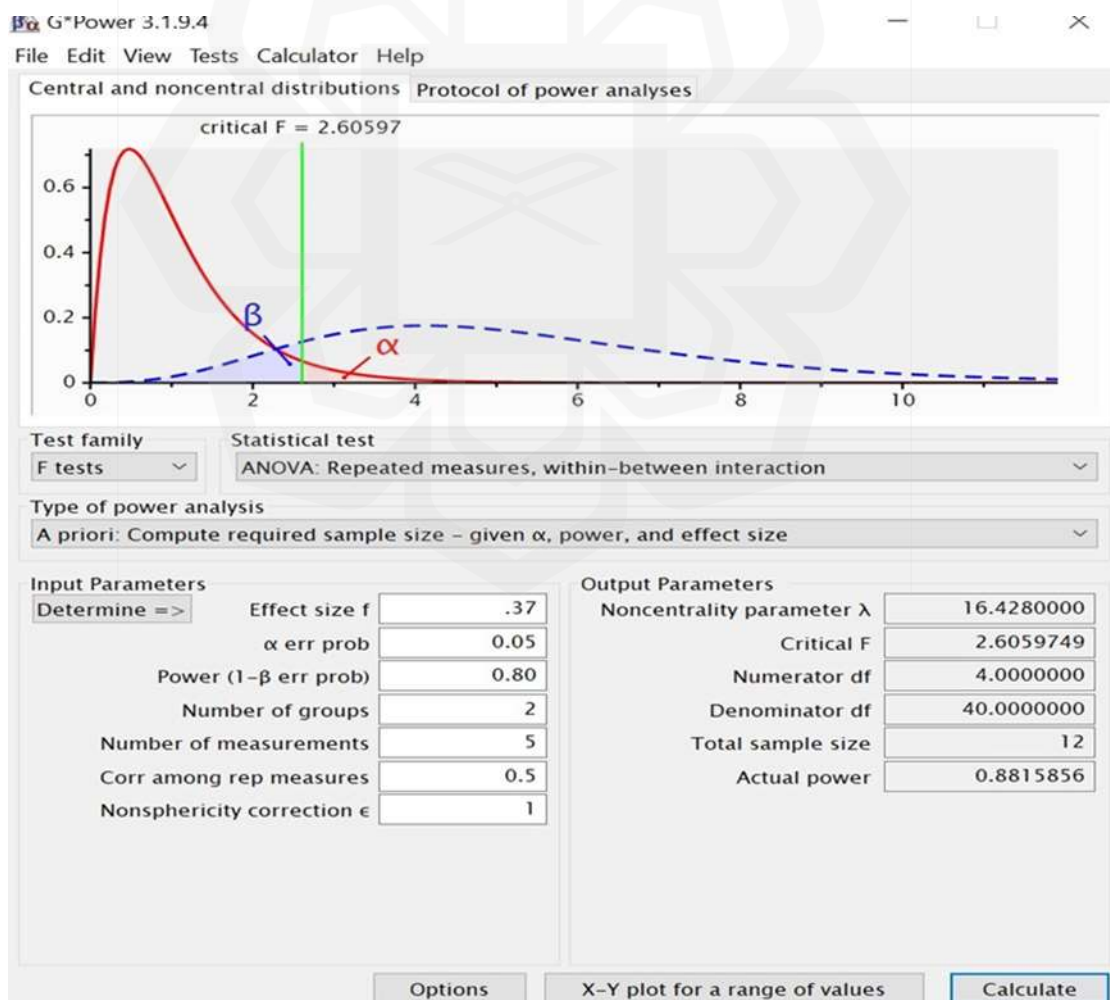 βα G*Power 3.1.9.4
File Edit View Tests Calculator Help
Central and noncentral distributions Protocol of power analyses
critical F = 2.60597
0.6
0.4
0.2
0
β
α
0 2 4 6 8 10
Test family Statistical test
F tests ANOVA: Repeated measures, within-between interaction
Type of power analysis
A priori: Compute required sample size – given α, power, and effect size
Input Parameters Output Parameters
Determine => Effect size f .37 Noncentrality parameter λ 16.4280000
α err prob 0.05 Critical F 2.6059749
Power (1-β err prob) 0.80 Numerator df 4.0000000
Number of groups 2 Denominator df 40.0000000
Number of measurements 5 Total sample size 12
Corr among rep measures 0.5 Actual power 0.8815856
Nonsphericity correction ϵ 1
Options X-Y plot for a range of values Calculate